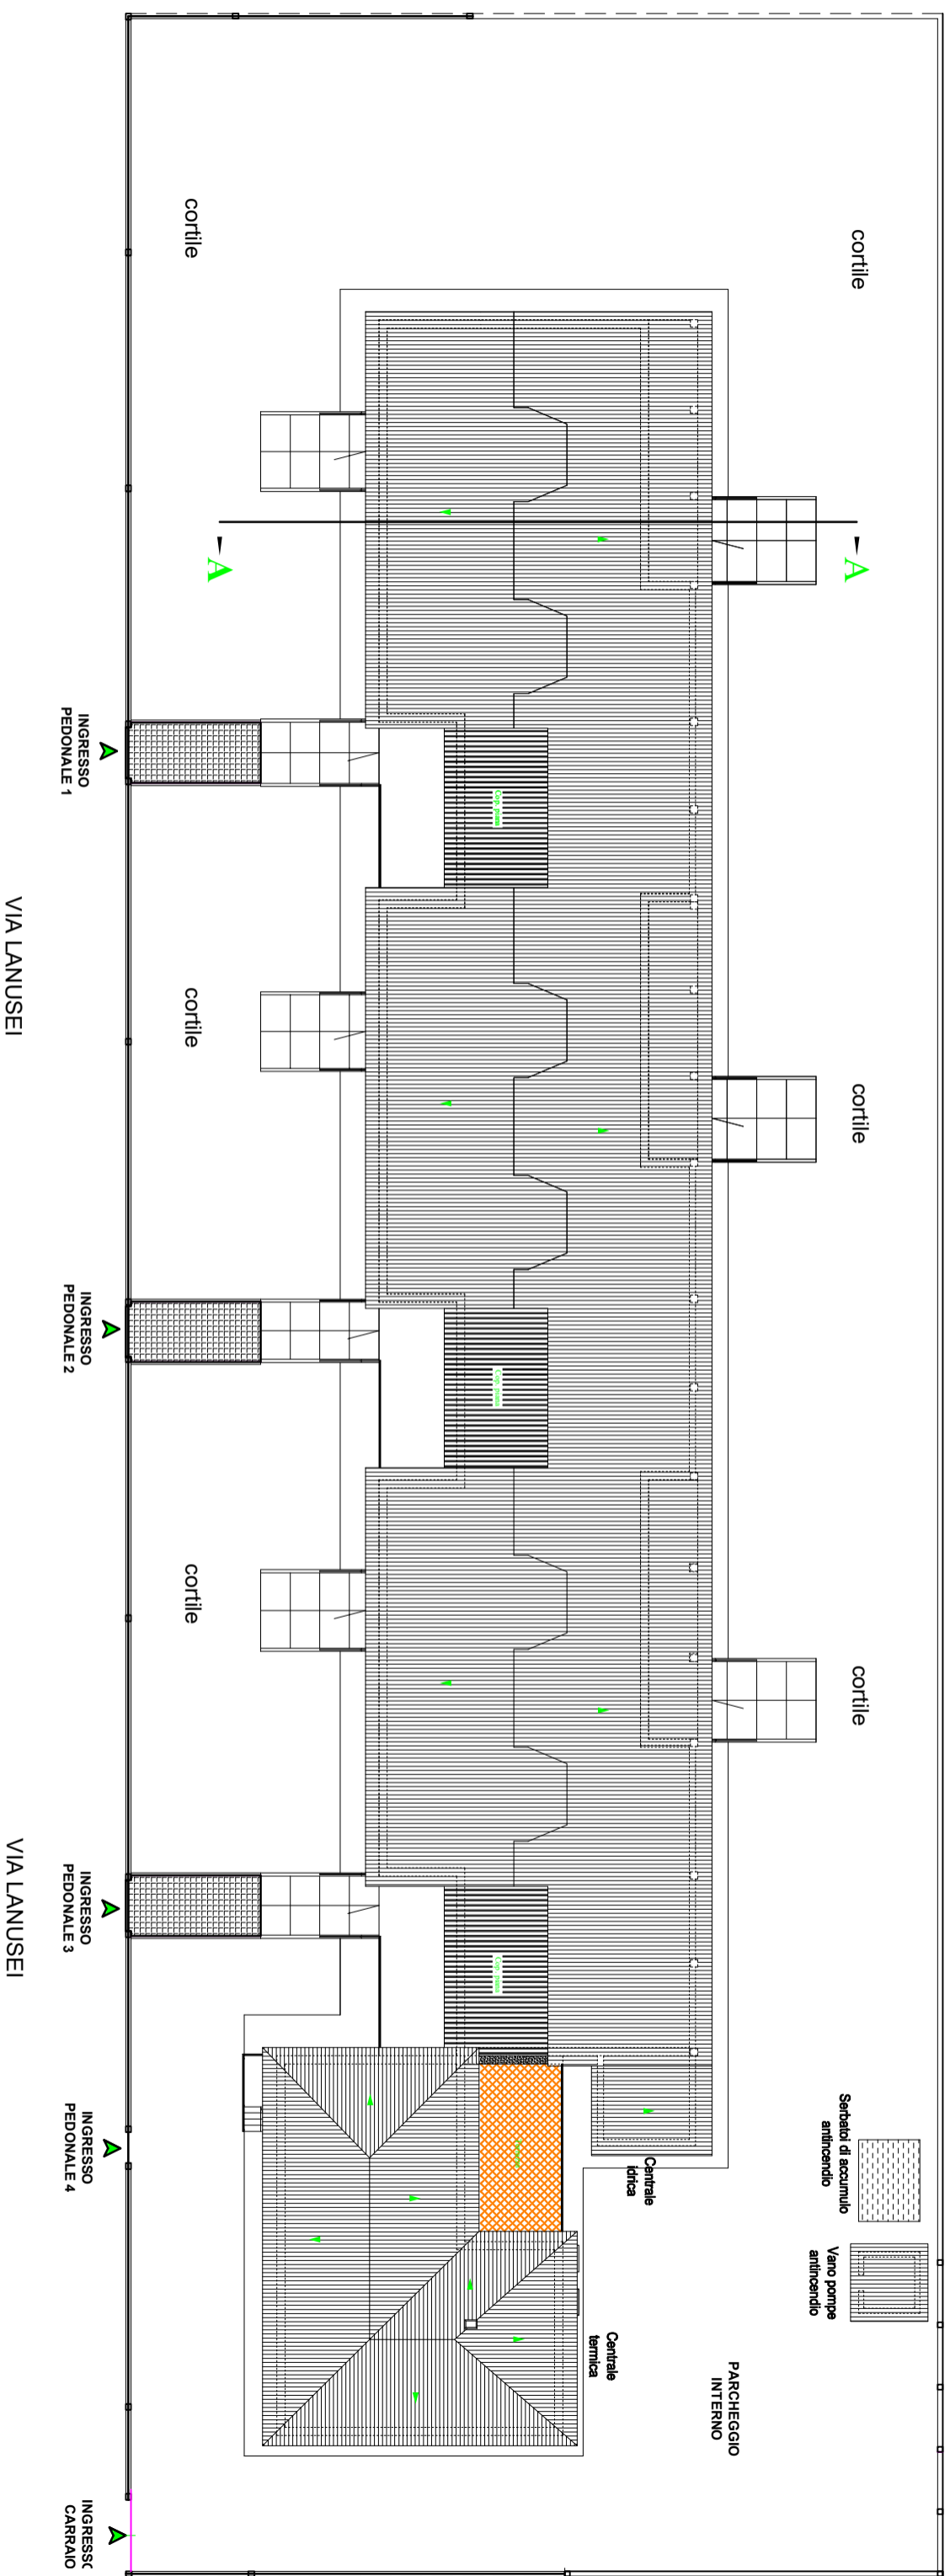 cortile
cortile
cortile
Serbatoi di accumulo
antincendio
Vano pompe
antincendio
A
PARCHEGGIO
INTERNO
Centrale
idrica
Centrale
termica
A
cortile
cortile
cortile
INGRESSO
PEDONALE 1
INGRESSO
PEDONALE 2
INGRESSO
PEDONALE 3
INGRESSO
PEDONALE 4
INGRESSO
CARRAIO
VIA LANUSEI
VIA LANUSEI